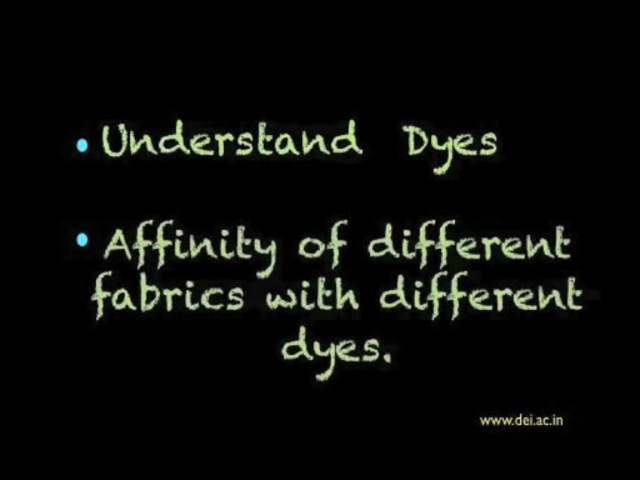 • Understand Dyes
• Affinity of different
fabrics with different
dyes.
www.dei.ac.in